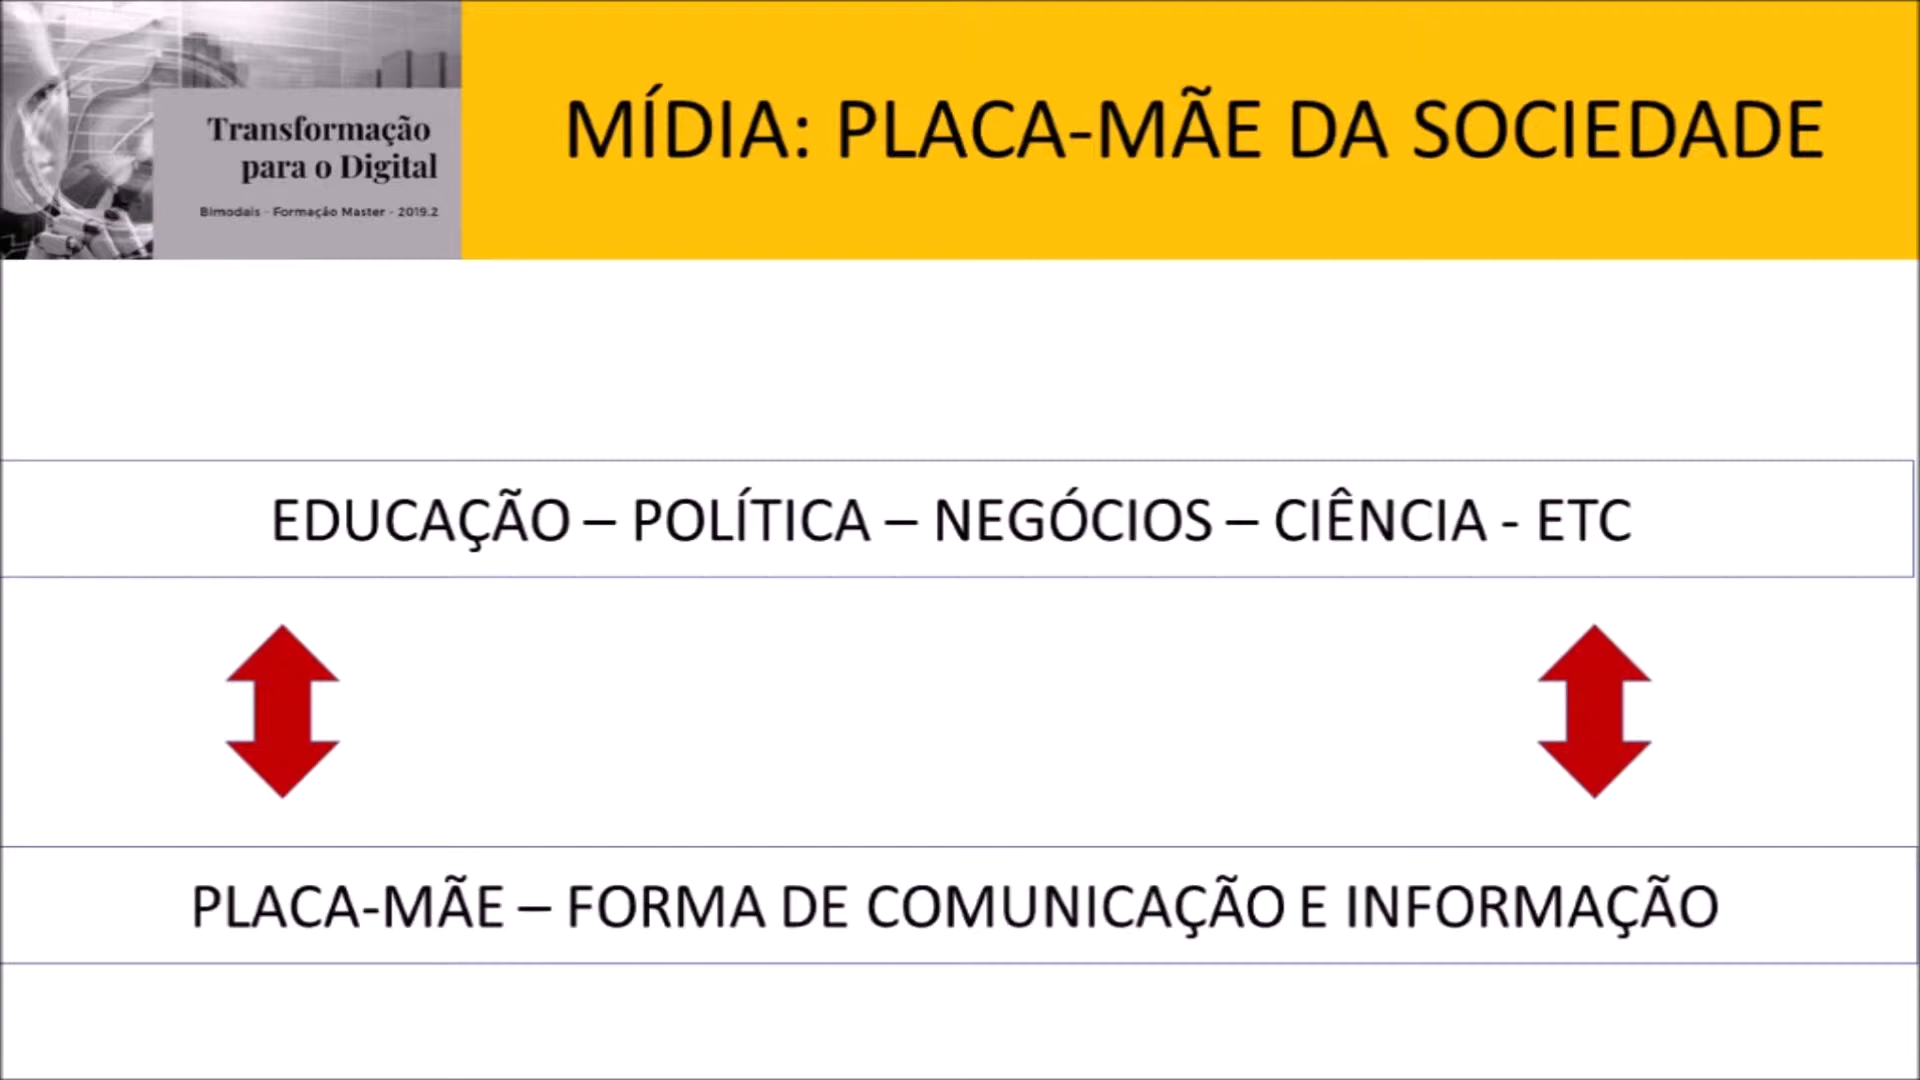 Transformação
para o Digital
Bimodais - Formação Master - 2019.2
MÍDIA: PLACA-MÃE DA SOCIEDADE
EDUCAÇÃO – POLÍTICA – NEGÓCIOS – CIÊNCIA - ETC
PLACA-MÃE – FORMA DE COMUNICAÇÃO E INFORMAÇÃO